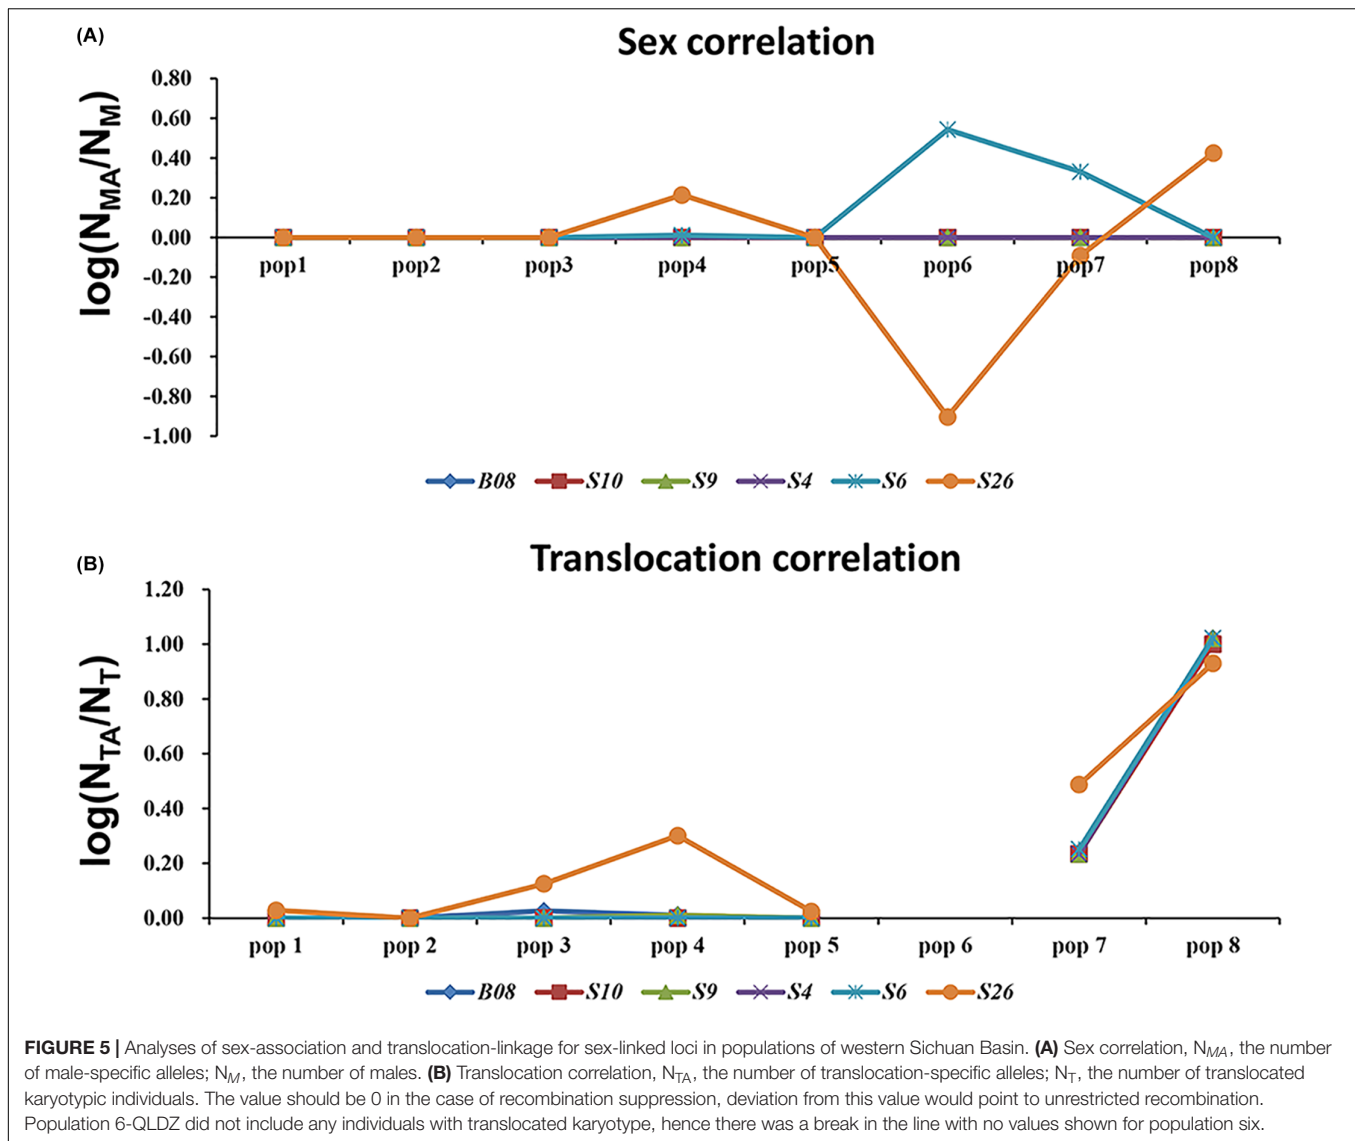 (A)
Sex correlation
log(NMA/NM)
0.80
0.60
0.40
0.20
0.00
-0.20
-0.40
-0.60
-0.80
-1.00
pop1 pop2 pop3 pop4 pop5 pop6 pop7 pop8
B08 S10 S9 S4 S6 S26
(B)
Translocation correlation
log(NTA/NT)
1.20
1.00
0.80
0.60
0.40
0.20
0.00
pop 1 pop 2 pop 3 pop 4 pop 5 pop 6 pop 7 pop 8
B08 S10 S9 S4 S6 S26
FIGURE 5 | Analyses of sex-association and translocation-linkage for sex-linked loci in populations of western Sichuan Basin. (A) Sex correlation, NMA, the number
of male-specific alleles; NM, the number of males. (B) Translocation correlation, NTA, the number of translocation-specific alleles; NT, the number of translocated
karyotypic individuals. The value should be 0 in the case of recombination suppression, deviation from this value would point to unrestricted recombination.
Population 6-QLDZ did not include any individuals with translocated karyotype, hence there was a break in the line with no values shown for population six.